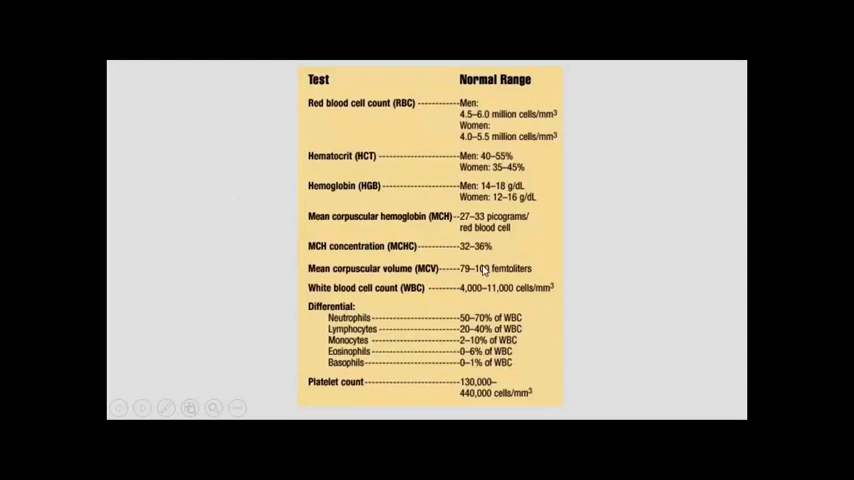 Test Normal Range
Red blood cell count (RBC) ------------Men:
4.5–6.0 million cells/mm³
Women:
4.0–5.5 million cells/mm³
Hematocrit (HCT) ----------------------Men: 40–55%
Women: 35–45%
Hemoglobin (HGB)---------------------Men: 14–18 g/dL
Women: 12–16 g/dL
Mean corpuscular hemoglobin (MCH)--27–33 picograms/
red blood cell
MCH concentration (MCHC)------------32–36%
Mean corpuscular volume (MCV)------79– femtoliters
White blood cell count (WBC) ---------4,000–11,000 cells/mm³
Differential:
Neutrophils------------------------50–70% of WBC
Lymphocytes----------------------20–40% of WBC
Monocytes ------------------------2–10% of WBC
Eosinophils------------------------0–6% of WBC
Basophils--------------------------0–1% of WBC
Platelet count--------------------------130,000–
440,000 cells/mm³